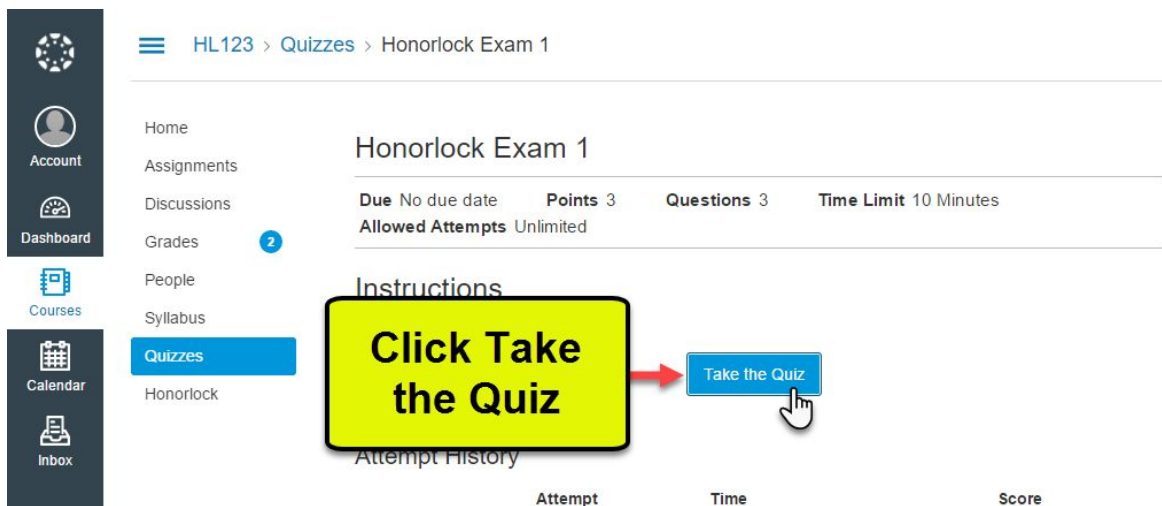 HL123 > Quizzes > Honorlock Exam 1
Account
Dashboard
Courses
Calendar
Inbox
Home
Assignments
Discussions
Grades 2
People
Syllabus
Quizzes
Honorlock
Honorlock Exam 1
Due No due date Points 3 Questions 3 Time Limit 10 Minutes
Allowed Attempts Unlimited
Instructions
Click Take
the Quiz
Take the Quiz
Attempt History
Attempt Time Score